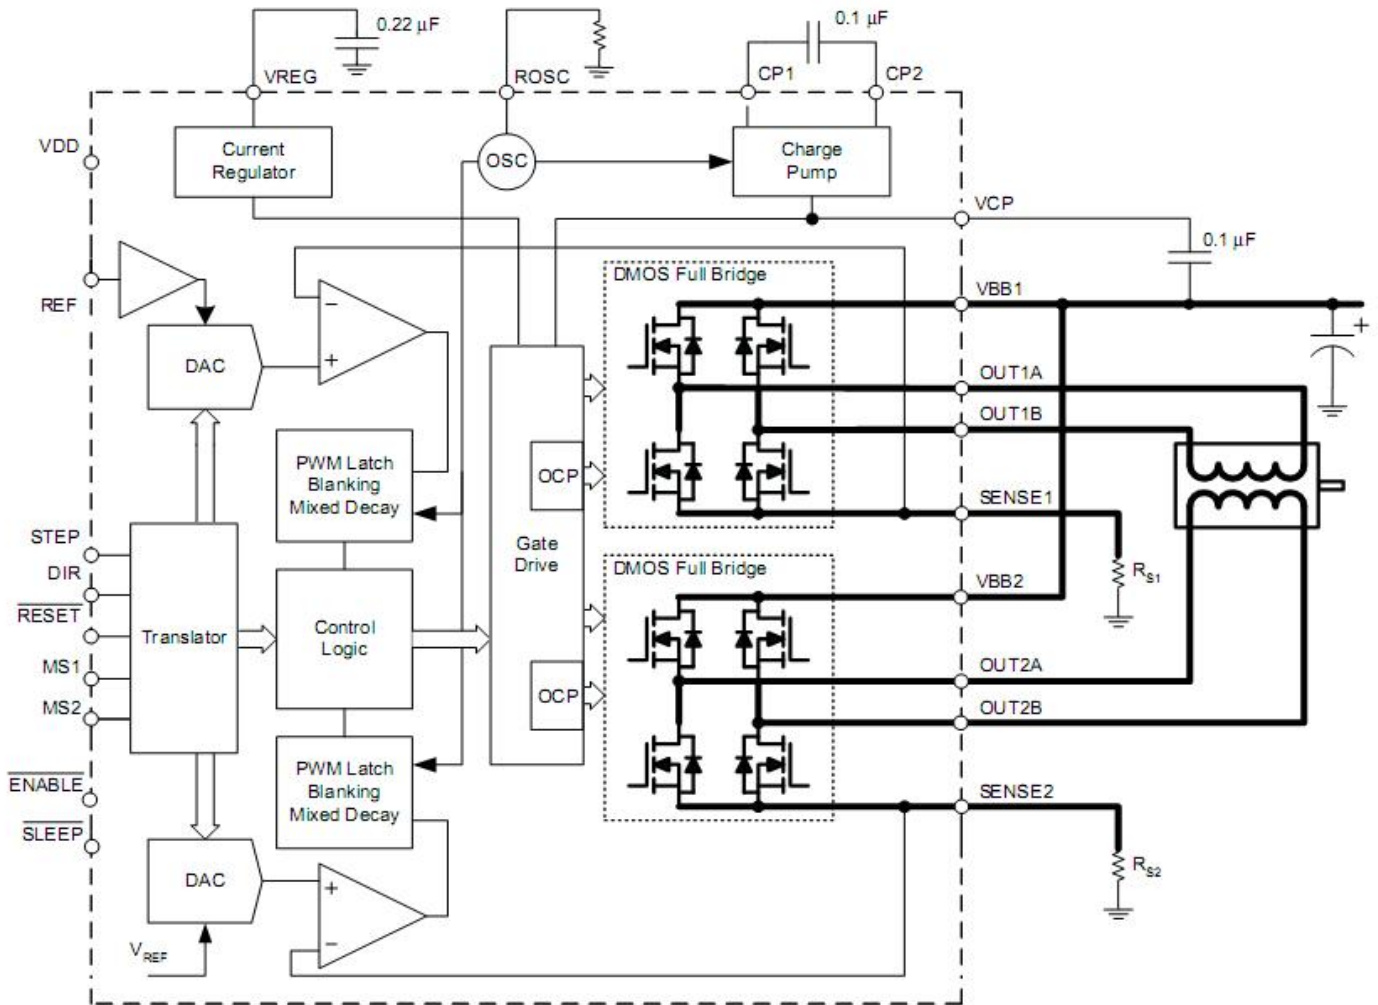 0.22 µF
0.1 µF
VREG
ROSC
CP1
CP2
VDD
Current
Regulator
OSC
Charge
Pump
VCP
0.1 µF
REF
DMOS Full Bridge
VBB1
+
−
+
DAC
OUT1A
OUT1B
PWM Latch
Blanking
Mixed Decay
OCP
SENSE1
STEP
DIR
RESET
MS1
MS2
Translator
Control
Logic
Gate
Drive
DMOS Full Bridge
RS1
VBB2
OUT2A
OCP
OUT2B
ENABLE
SLEEP
PWM Latch
Blanking
Mixed Decay
SENSE2
DAC
+
−
RS2
VREF